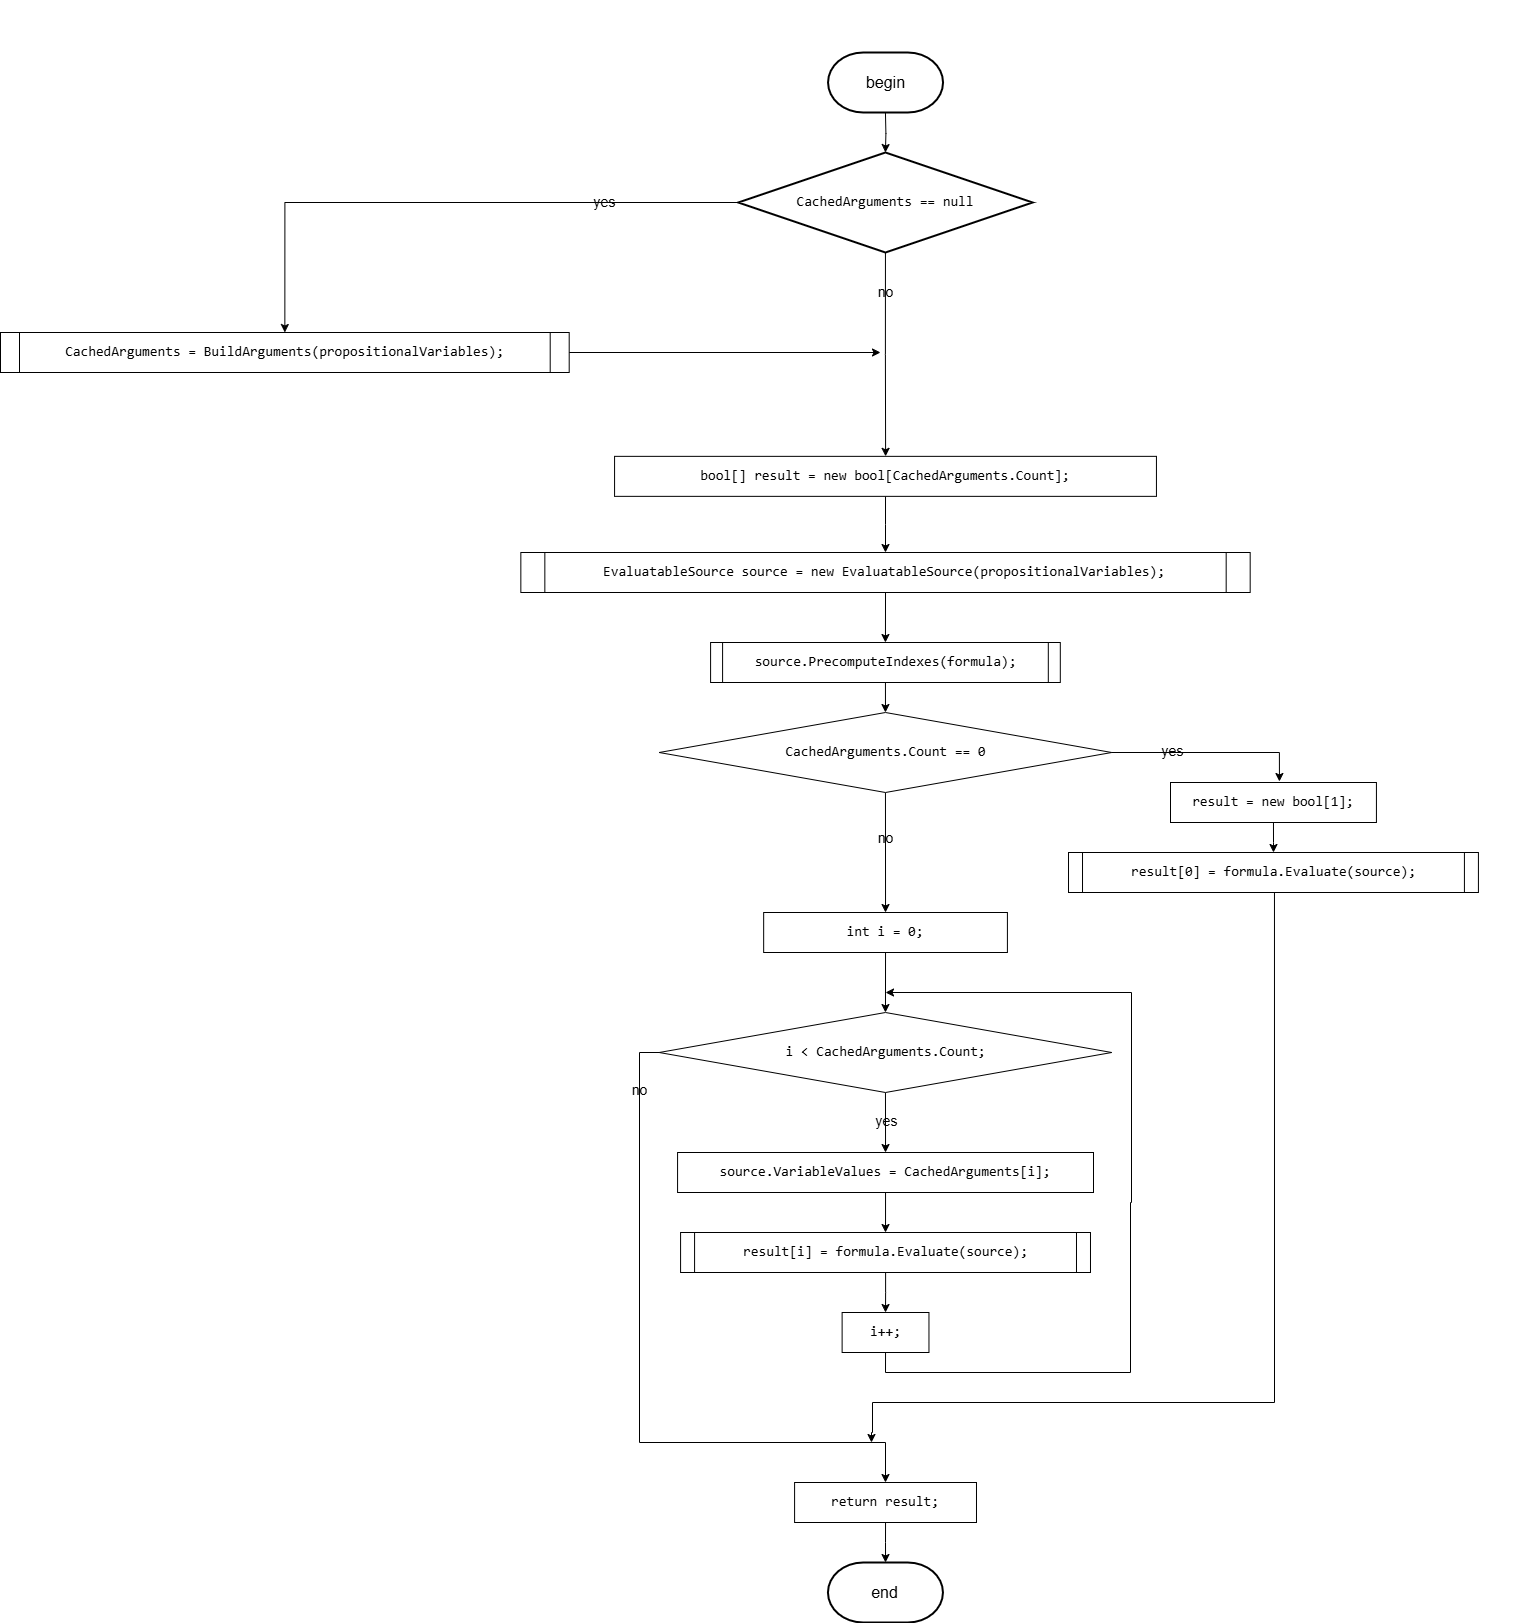 begin
CachedArguments == null
yes
no
CachedArguments = BuildArguments(propositionalVariables);
bool[] result = new bool[CachedArguments.Count];
EvaluatableSource source = new EvaluatableSource(propositionalVariables);
source.PrecomputeIndexes(formula);
CachedArguments.Count == 0
yes
result = new bool[1];
no
result[0] = formula.Evaluate(source);
int i = 0;
i < CachedArguments.Count;
no
yes
source.VariableValues = CachedArguments[i];
result[i] = formula.Evaluate(source);
i++;
return result;
end